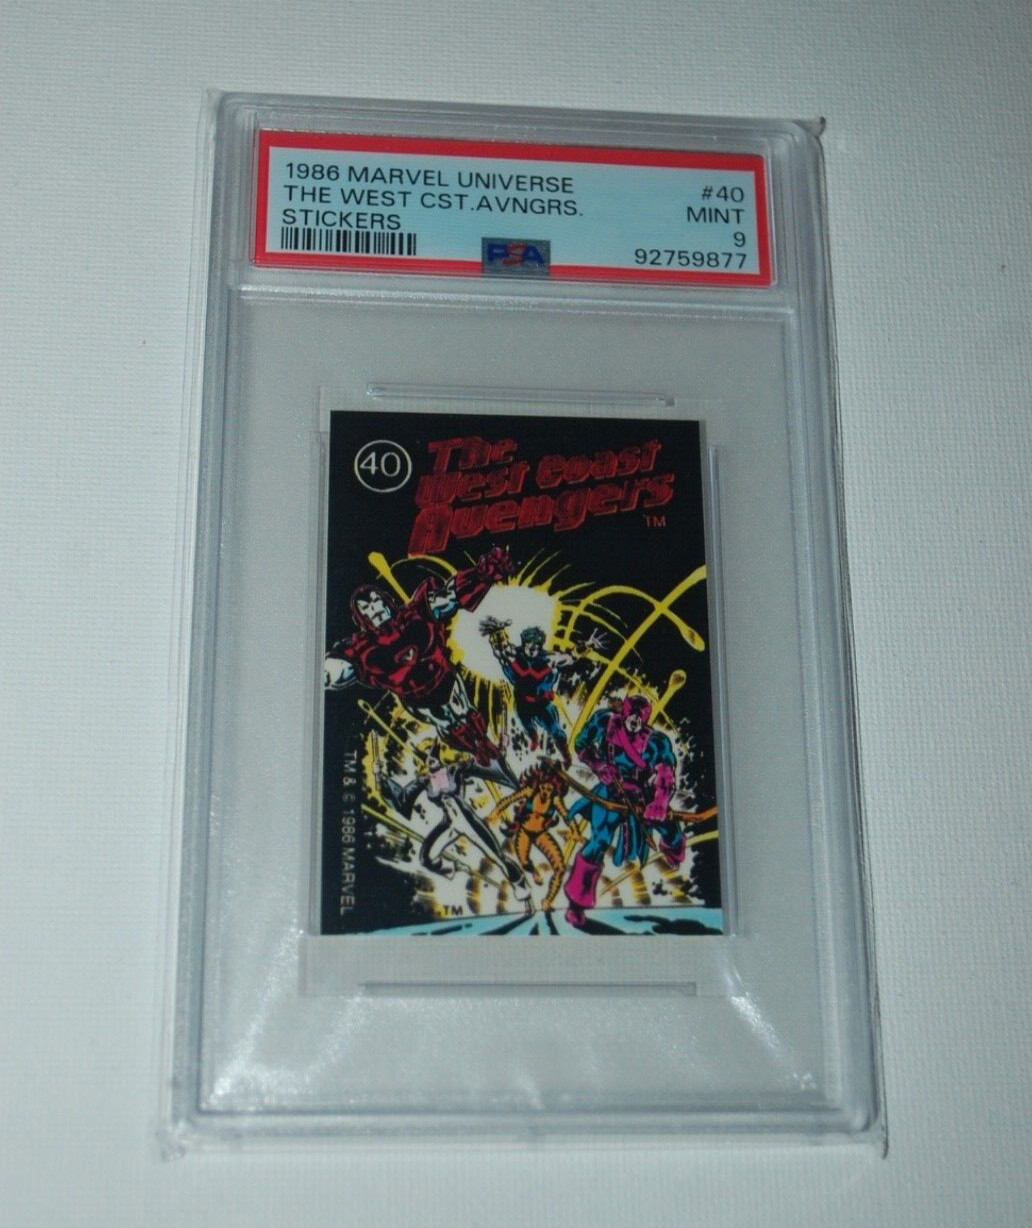 1986 MARVEL UNIVERSE
#40
THE WEST CST.AVNGRS.
MINT
STICKERS
9
PSA
92759877
40
The
West Coast
Avengers
TM
TM & © 1986 MARVEL
TM